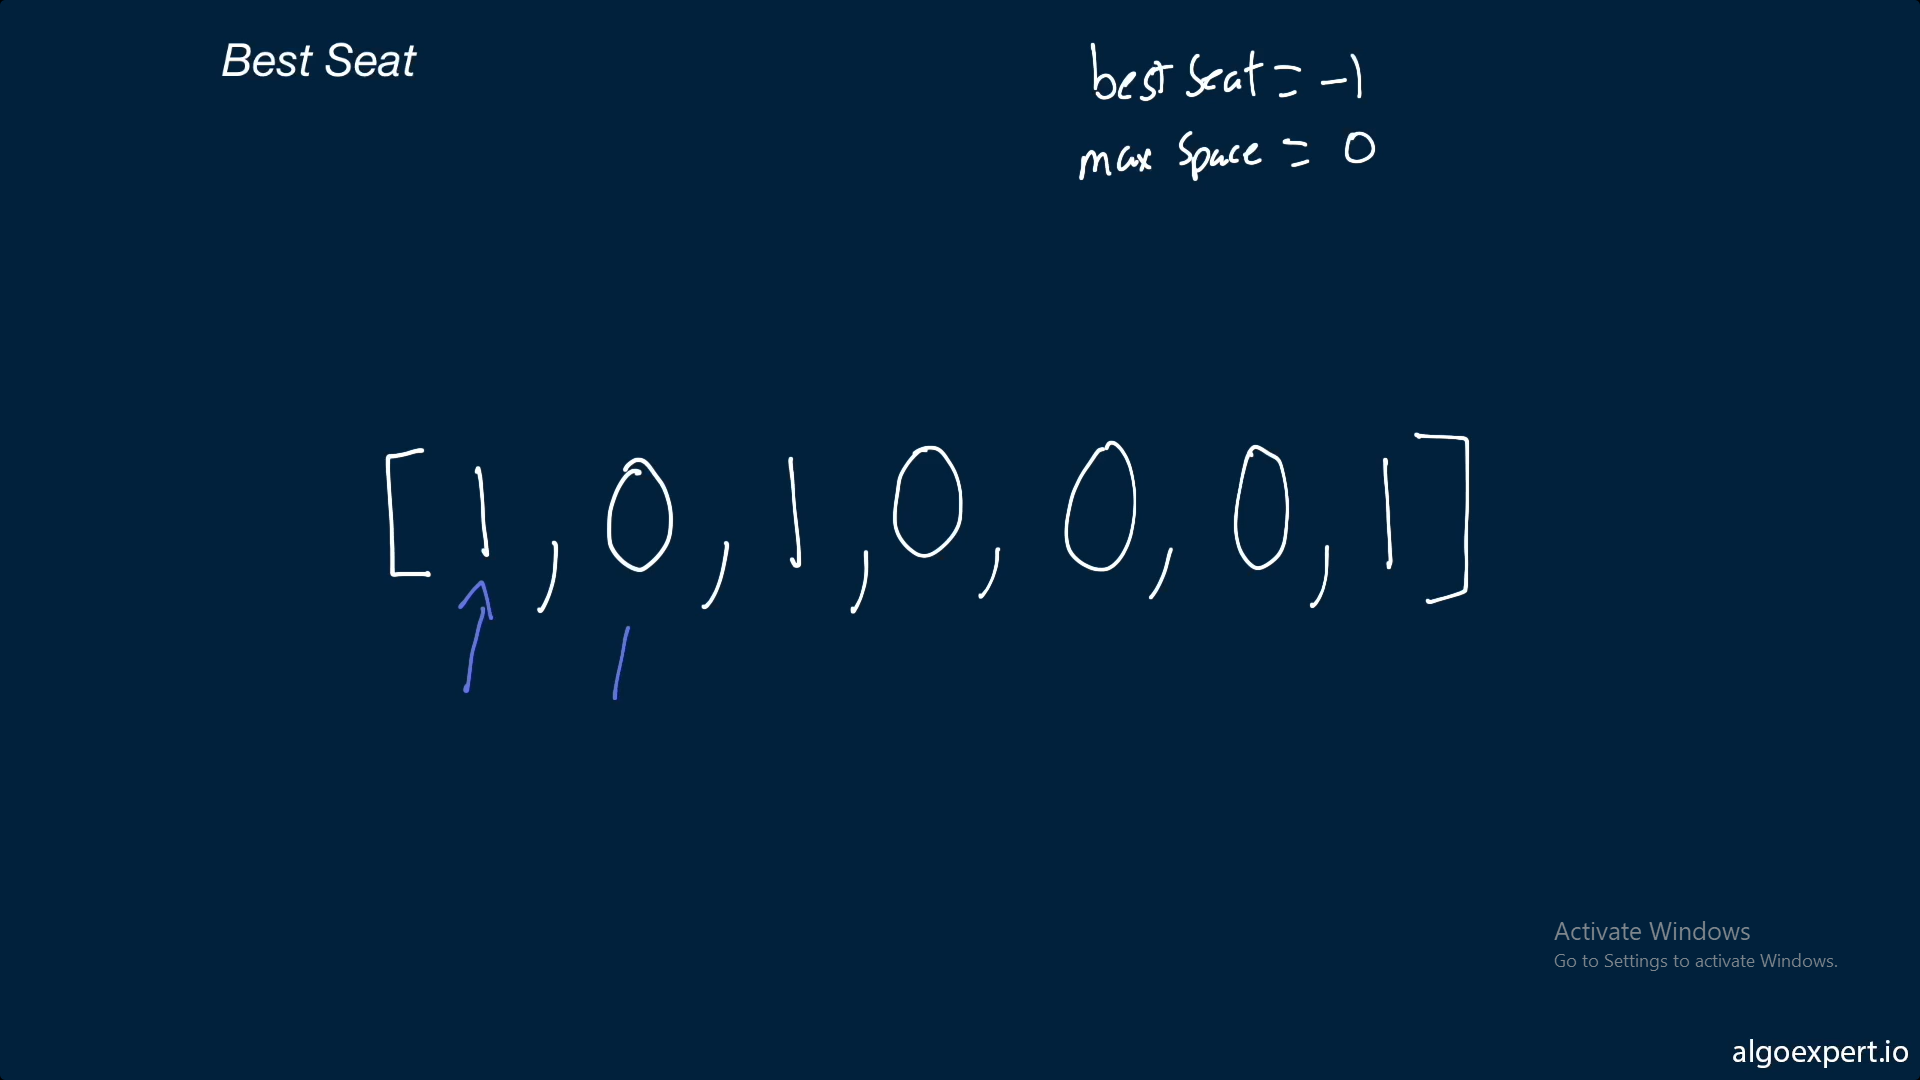 Best Seat
best Seat = -1
max Space = 0
[1, 0, 1, 0, 0, 0, 1]
Activate Windows
Go to Settings to activate Windows.
algoexpert.io